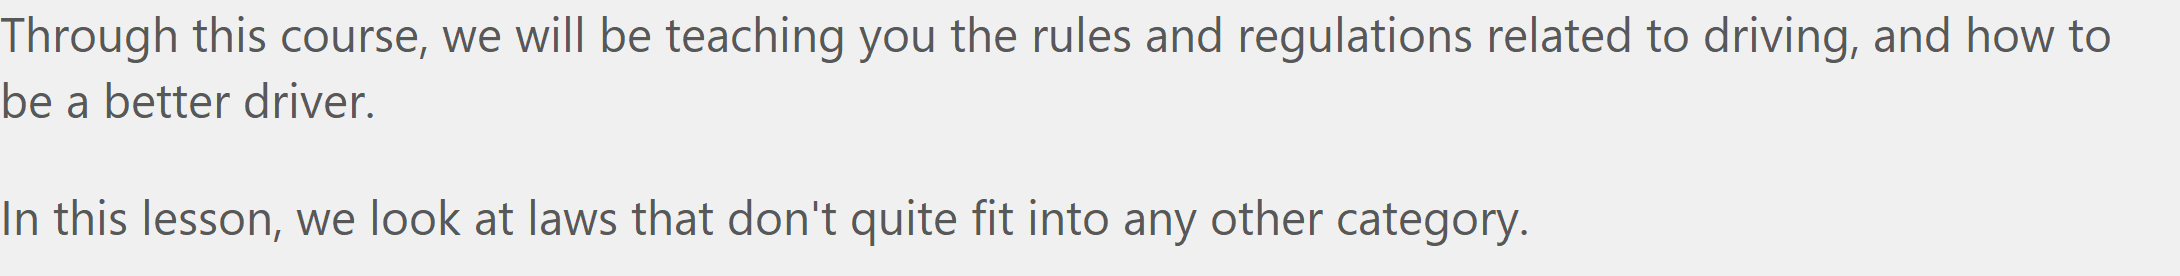 Through this course, we will be teaching you the rules and regulations related to driving, and how to
be a better driver.
In this lesson, we look at laws that don't quite fit into any other category.